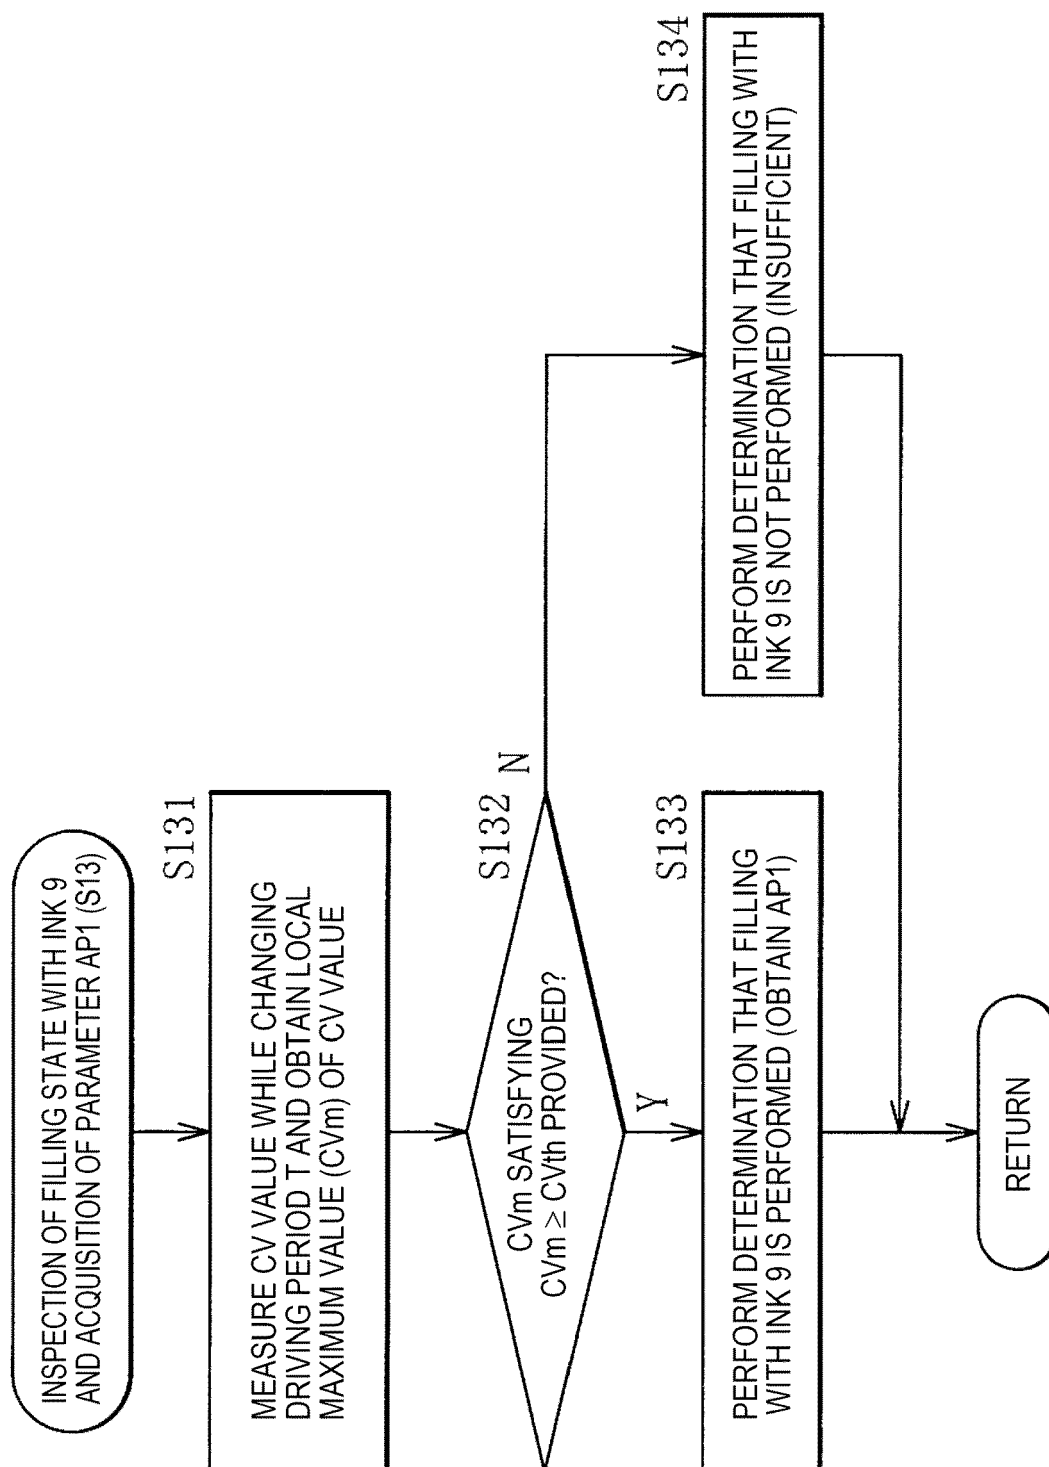 INSPECTION OF FILLING STATE WITH INK 9
AND ACQUISITION OF PARAMETER AP1 (S13)
S131
MEASURE CV VALUE WHILE CHANGING
DRIVING PERIOD T AND OBTAIN LOCAL
MAXIMUM VALUE (CVm) OF CV VALUE
S132
CVm SATISFYING
CVm ≥ CVth PROVIDED?
N
Y
S133
PERFORM DETERMINATION THAT FILLING
WITH INK 9 IS PERFORMED (OBTAIN AP1)
S134
PERFORM DETERMINATION THAT FILLING WITH
INK 9 IS NOT PERFORMED (INSUFFICIENT)
RETURN